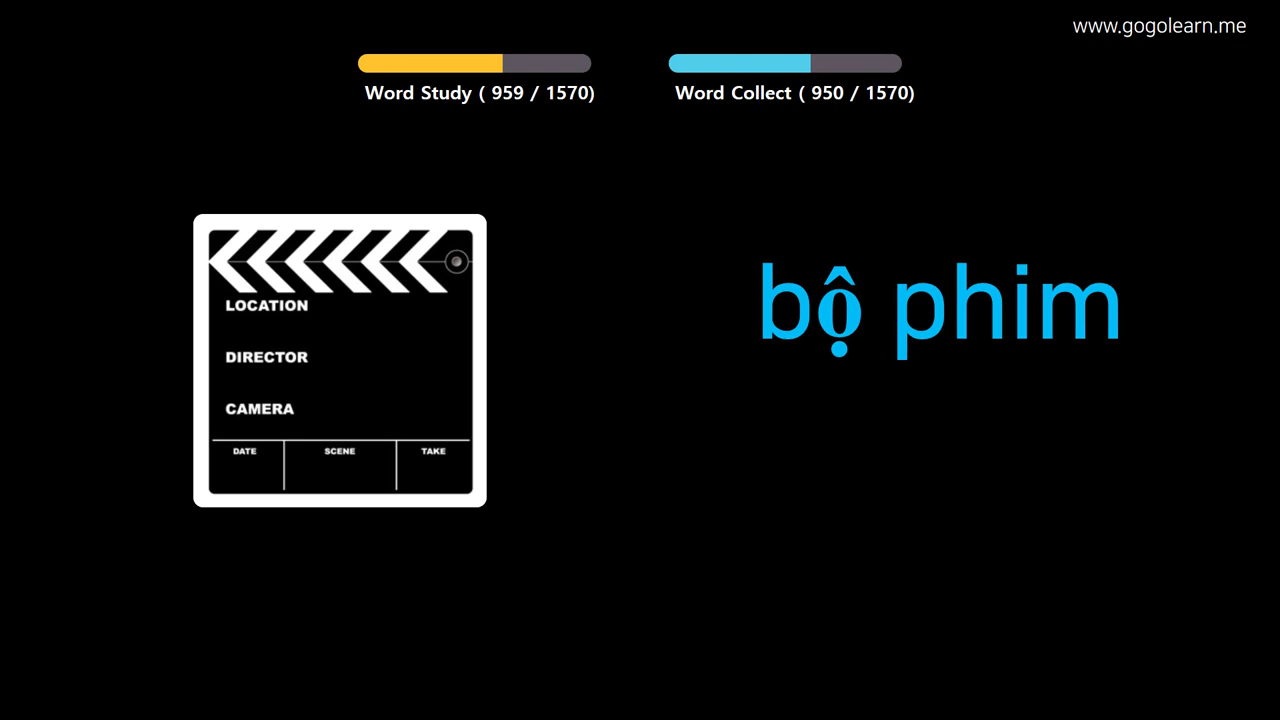 www.gogolearn.me
Word Study ( 959 / 1570)
Word Collect ( 950 / 1570)
LOCATION
DIRECTOR
CAMERA
DATE SCENE TAKE
bộ phim